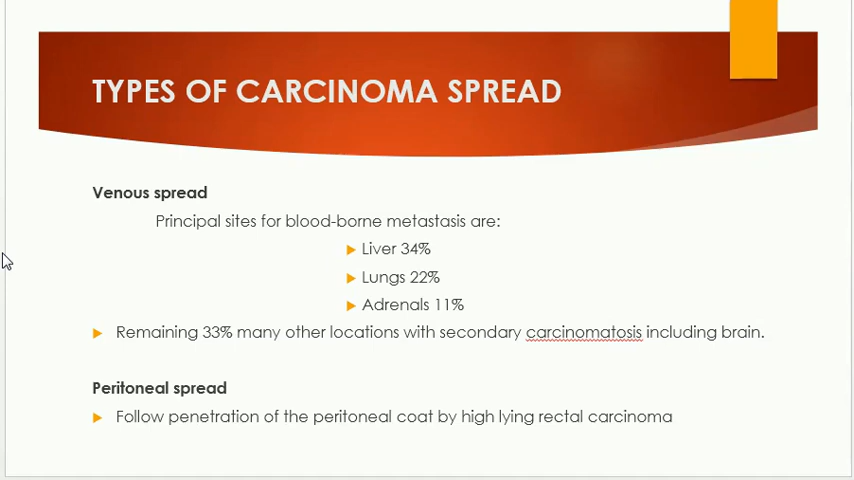 TYPES OF CARCINOMA SPREAD
Venous spread
Principal sites for blood-borne metastasis are:
Liver 34%
Lungs 22%
Adrenals 11%
Remaining 33% many other locations with secondary carcinomatosis including brain.
Peritoneal spread
Follow penetration of the peritoneal coat by high lying rectal carcinoma